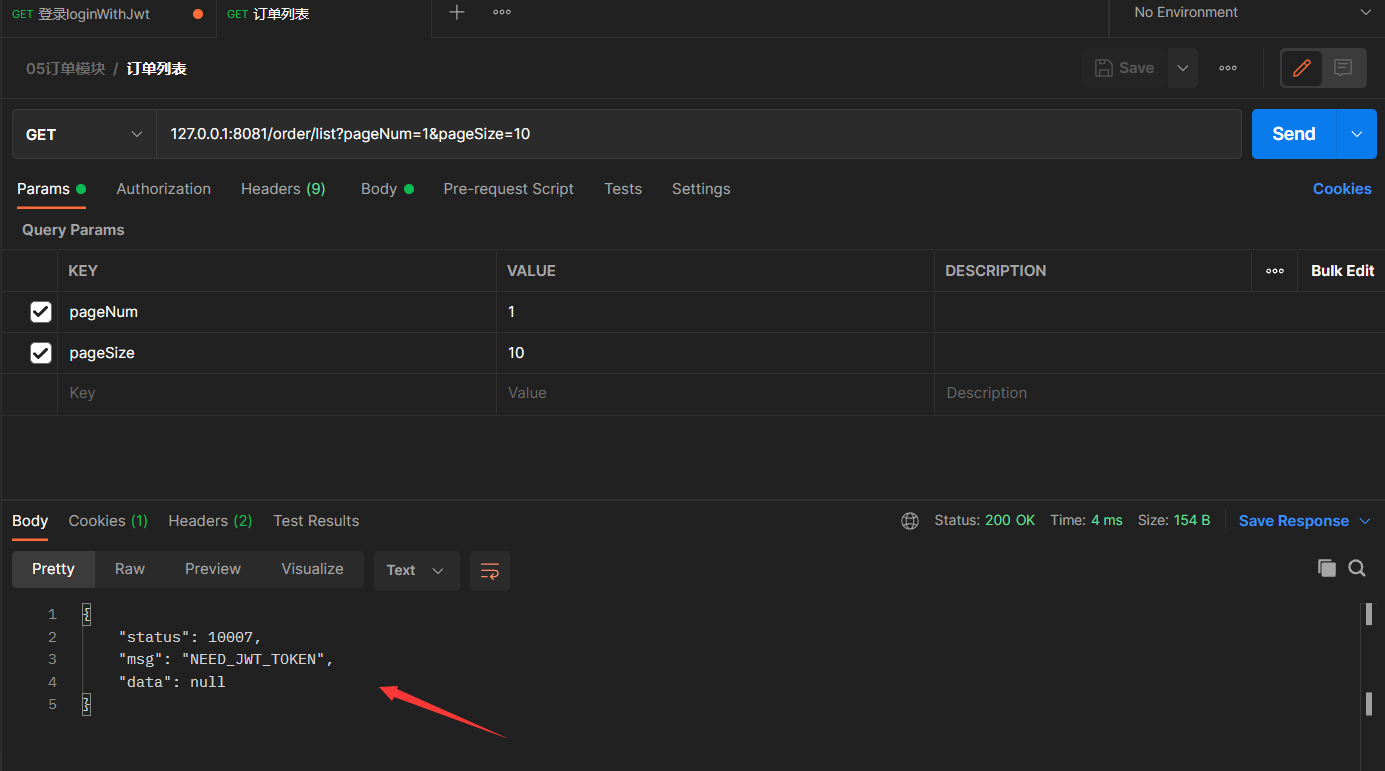 GET 登录loginWithJwt GET 订单列表 No Environment
05订单模块 / 订单列表 Save
GET 127.0.0.1:8081/order/list?pageNum=1&pageSize=10 Send
Params Authorization Headers (9) Body Pre-request Script Tests Settings Cookies
Query Params
KEY VALUE DESCRIPTION Bulk Edit
pageNum 1
pageSize 10
Key Value Description
Body Cookies (1) Headers (2) Test Results Status: 200 OK Time: 4 ms Size: 154 B Save Response
Pretty Raw Preview Visualize Text
1 {
2 "status": 10007,
3 "msg": "NEED_JWT_TOKEN",
4 "data": null
5 }